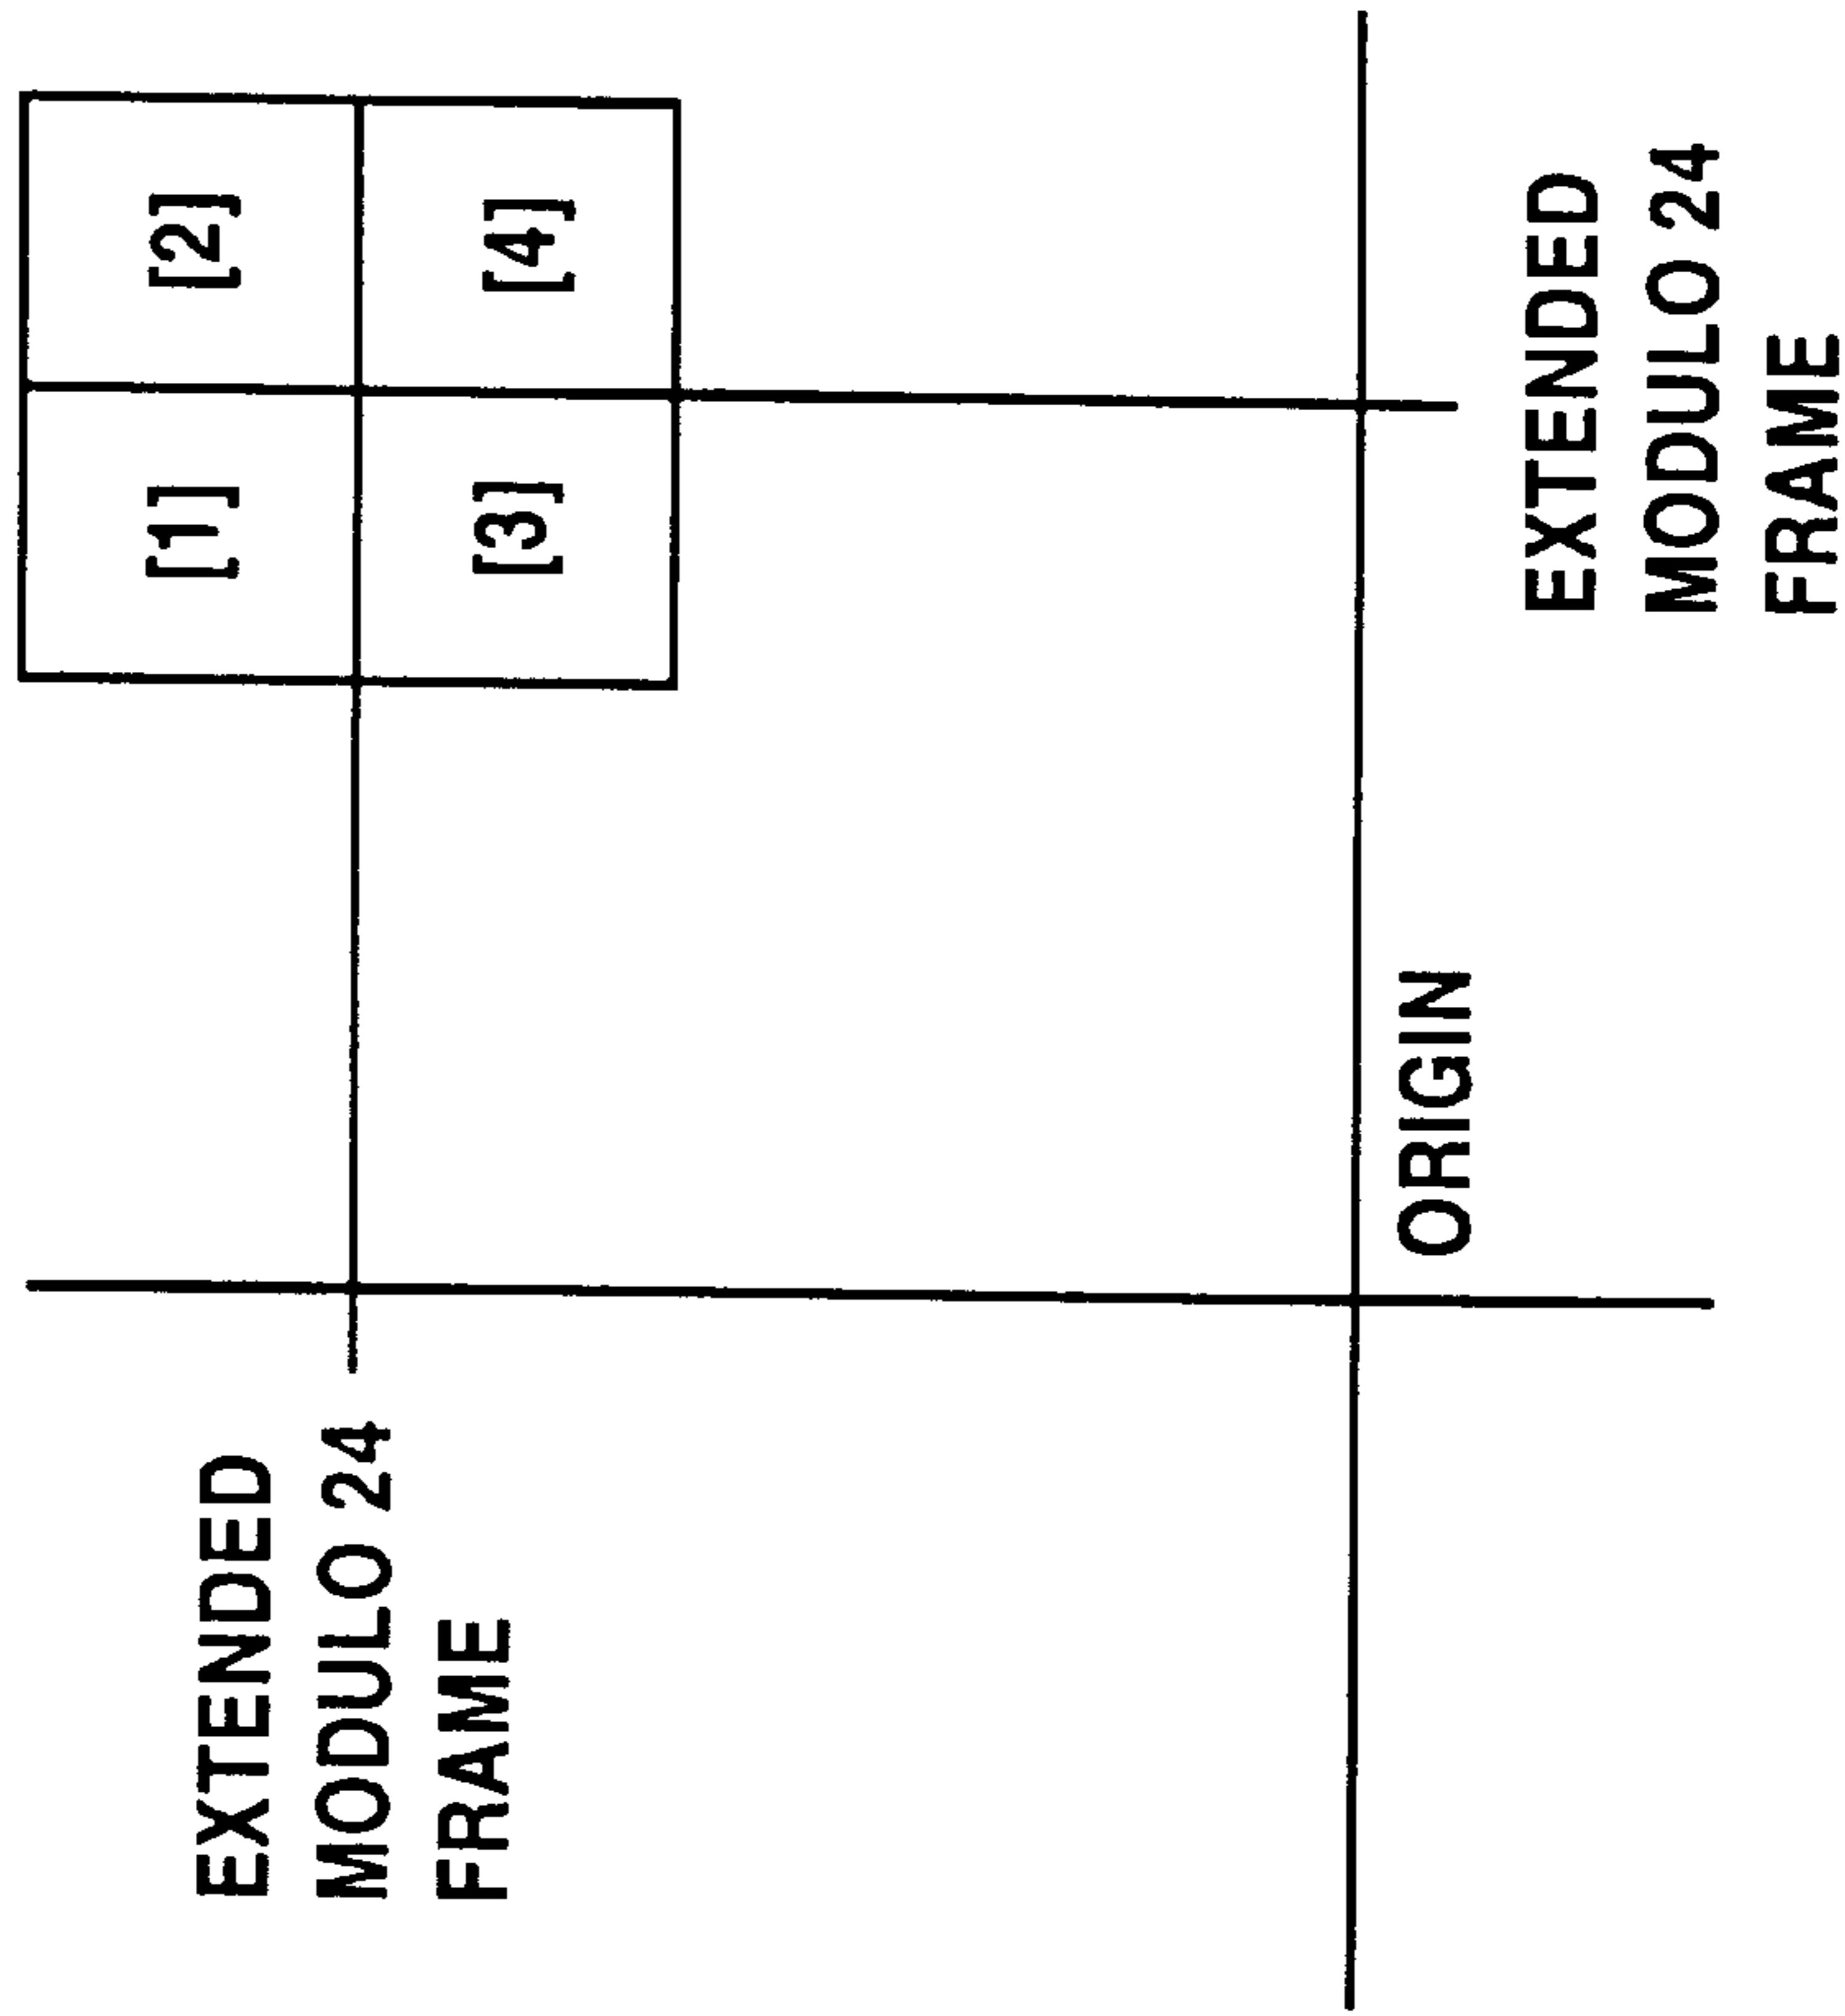 [1]
[2]
[3]
[4]
EXTENDED
MODULO 24
FRAME
ORIGIN
EXTENDED
MODULO 24
FRAME